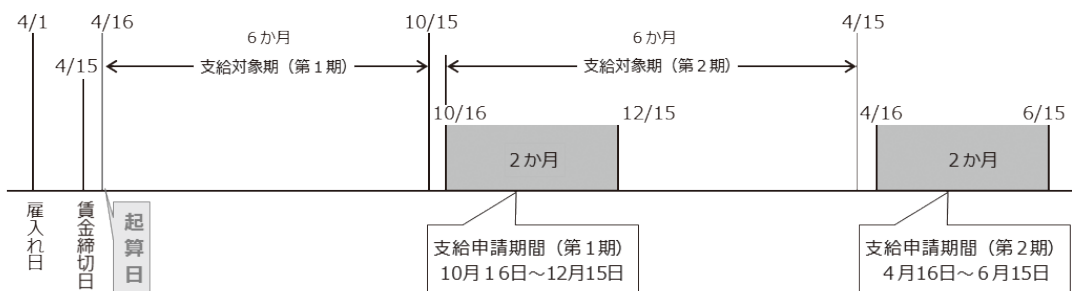 4/1
4/16
10/15
4/15
6か月
6か月
4/15
支給対象期（第１期）
支給対象期（第２期）
10/16
12/15
4/16
6/15
２か月
２か月
雇入れ日
賃金締切日
起算日
支給申請期間（第１期）
10月１6日～12月15日
支給申請期間（第２期）
４月16日～６月15日